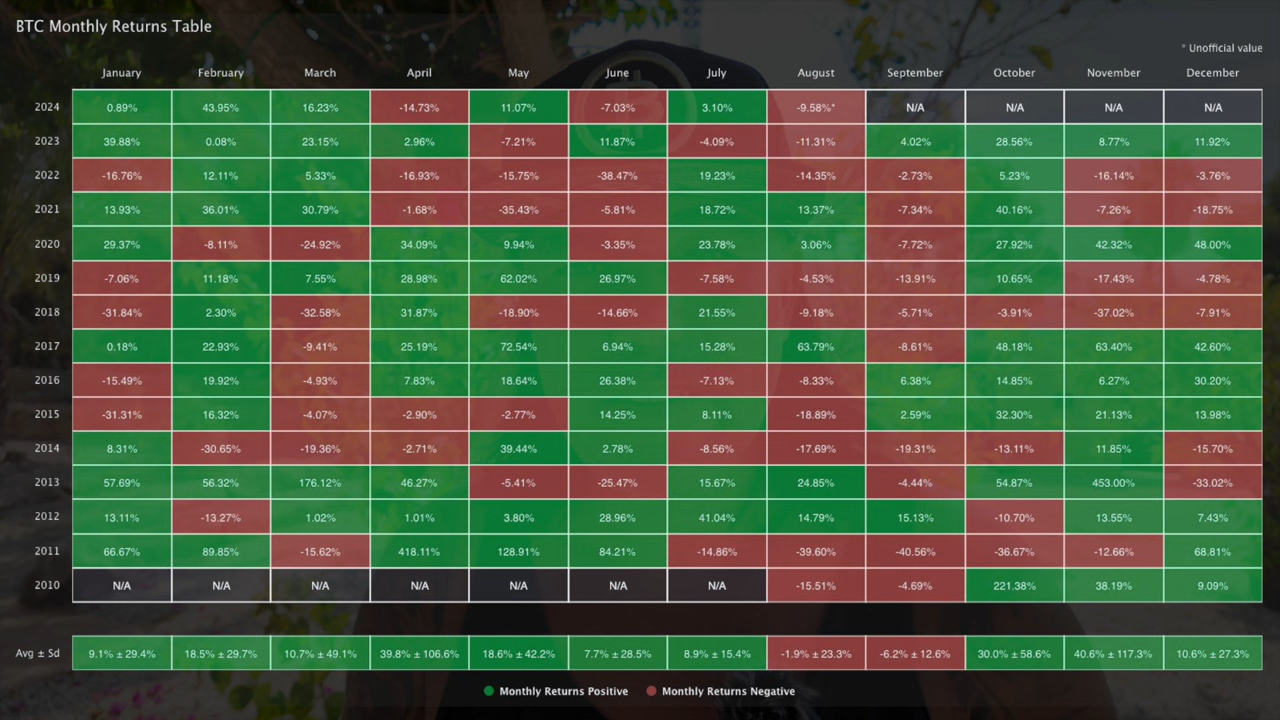 BTC Monthly Returns Table
* Unofficial value
January February March April May June July August September October November December
2024 0.89% 43.95% 16.23% -14.73% 11.07% -7.03% 3.10% -9.58%* N/A N/A N/A N/A
2023 39.88% 0.08% 23.15% 2.96% -7.21% 11.87% -4.09% -11.31% 4.02% 28.56% 8.77% 11.92%
2022 -16.76% 12.11% 5.33% -16.93% -15.75% -38.47% 19.23% -14.35% -2.73% 5.23% -16.14% -3.76%
2021 13.93% 36.01% 30.79% -1.68% -35.43% -5.81% 18.72% 13.37% -7.34% 40.16% -7.26% -18.75%
2020 29.37% -8.11% -24.92% 34.09% 9.94% -3.35% 23.78% 3.06% -7.72% 27.92% 42.32% 48.00%
2019 -7.06% 11.18% 7.55% 28.98% 62.02% 26.97% -7.58% -4.53% -13.91% 10.65% -17.43% -4.78%
2018 -31.84% 2.30% -32.58% 31.87% -18.90% -14.66% 21.55% -9.18% -5.71% -3.91% -37.02% -7.91%
2017 0.18% 22.93% -9.41% 25.19% 72.54% 6.94% 15.28% 63.79% -8.61% 48.18% 63.40% 42.60%
2016 -15.49% 19.92% -4.93% 7.83% 18.64% 26.38% -7.13% -8.33% 6.38% 14.85% 6.27% 30.20%
2015 -31.31% 16.32% -4.07% -2.90% -2.77% 14.25% 8.11% -18.89% 2.59% 32.30% 21.13% 13.98%
2014 8.31% -30.65% -19.36% -2.71% 39.44% 2.78% -8.56% -17.69% -19.31% -13.11% 11.85% -15.70%
2013 57.69% 56.32% 176.12% 46.27% -5.41% -25.47% 15.67% 24.85% -4.44% 54.87% 453.00% -33.02%
2012 13.11% -13.27% 1.02% 1.01% 3.80% 28.96% 41.04% 14.79% 15.13% -10.70% 13.55% 7.43%
2011 66.67% 89.85% -15.62% 418.11% 128.91% 84.21% -14.86% -39.60% -40.56% -36.67% -12.66% 68.81%
2010 N/A N/A N/A N/A N/A N/A N/A -15.51% -4.69% 221.38% 38.19% 9.09%
Avg ± Sd 9.1% ± 29.4% 18.5% ± 29.7% 10.7% ± 49.1% 39.8% ± 106.6% 18.6% ± 42.2% 7.7% ± 28.5% 8.9% ± 15.4% -1.9% ± 23.3% -6.2% ± 12.6% 30.0% ± 58.6% 40.6% ± 117.3% 10.6% ± 27.3%
Monthly Returns Positive Monthly Returns Negative